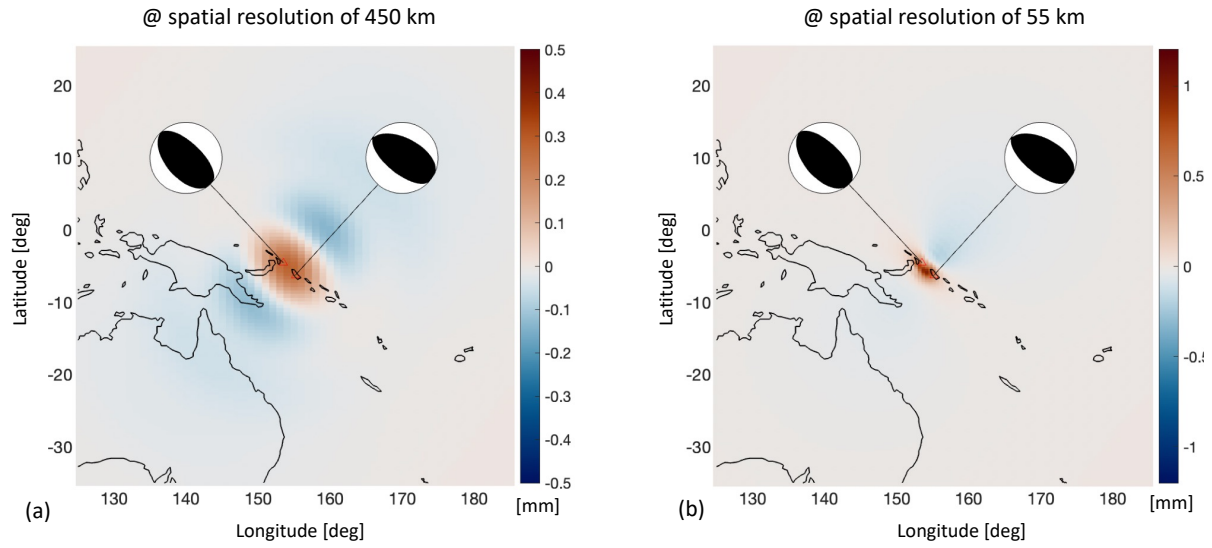 @ spatial resolution of 450 km
@ spatial resolution of 55 km
20
10
0
-10
-20
-30
Latitude [deg]
130 140 150 160 170 180
Longitude [deg]
(a)
0.5
0.4
0.3
0.2
0.1
0
-0.1
-0.2
-0.3
-0.4
-0.5
[mm]
20
10
0
-10
-20
-30
Latitude [deg]
130 140 150 160 170 180
Longitude [deg]
(b)
1
0.5
0
-0.5
-1
[mm]